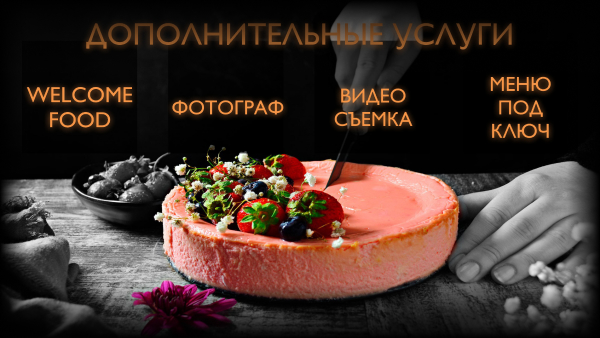 ДОПОЛНИТЕЛЬНЫЕ УСЛУГИ
WELCOME
FOOD
ФОТОГРАФ
ВИДЕО
СЪЕМКА
МЕНЮ
ПОД
КЛЮЧ